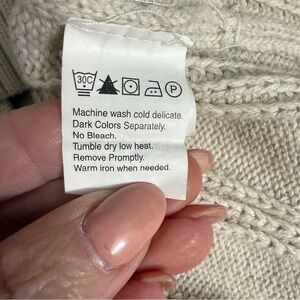 30C P
Machine wash cold delicate.
Dark Colors Separately.
No Bleach.
Tumble dry low heat.
Remove Promptly.
Warm iron when needed.